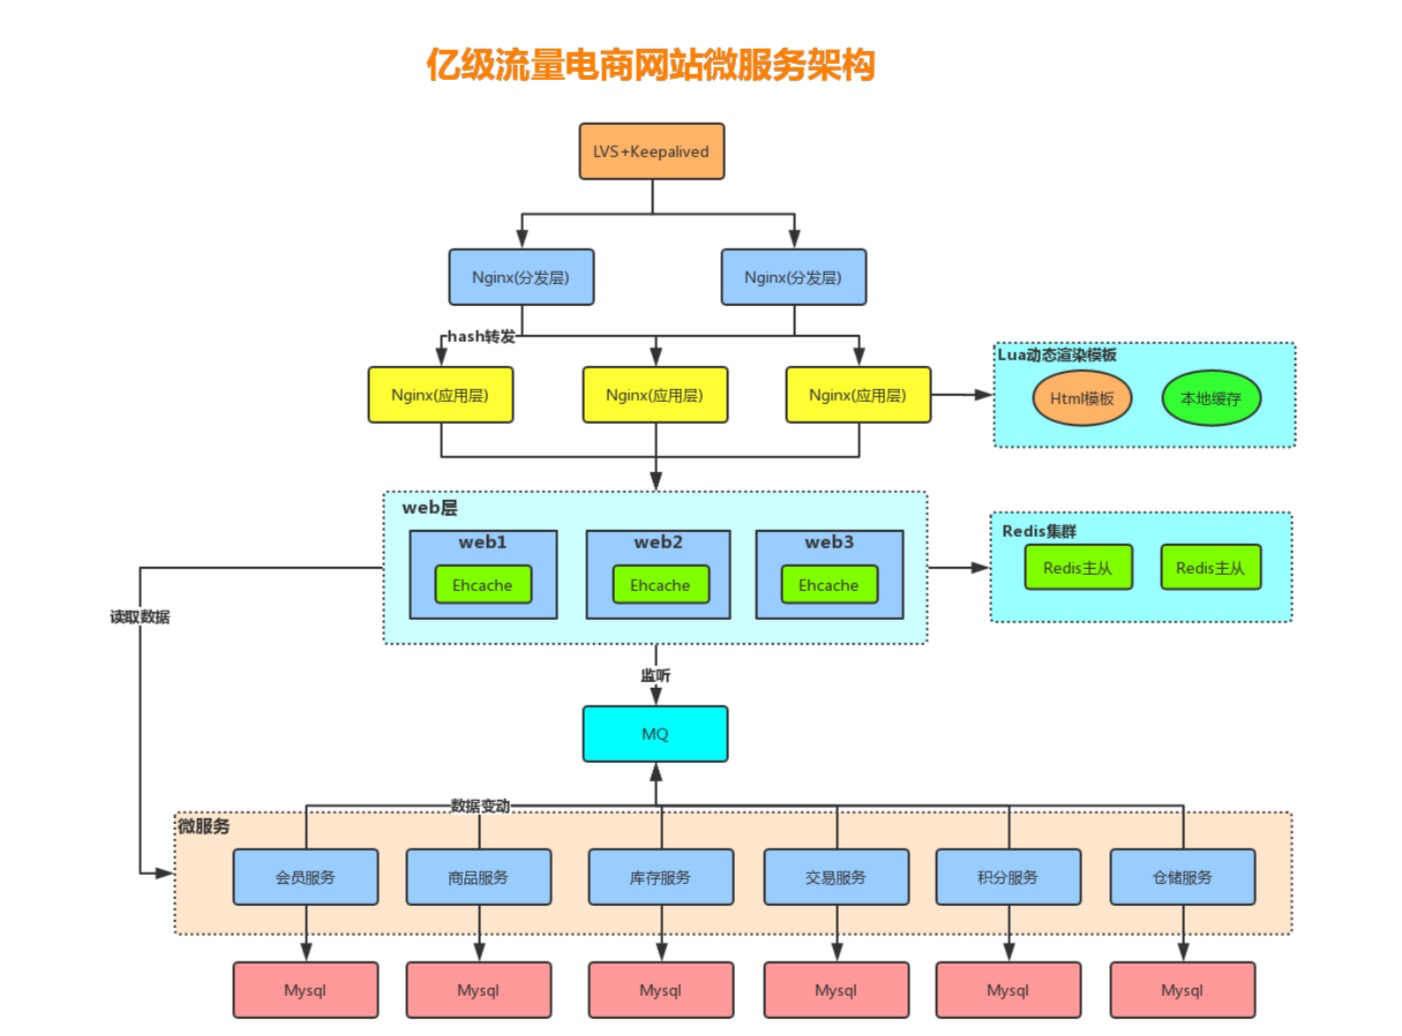 亿级流量电商网站微服务架构
LVS+Keepalived
Nginx(分发层)
Nginx(分发层)
hash转发
Nginx(应用层)
Nginx(应用层)
Nginx(应用层)
Lua动态渲染模板
Html模板
本地缓存
web层
web1
web2
web3
Ehcache
Ehcache
Ehcache
Redis集群
Redis主从
Redis主从
读取数据
监听
MQ
数据变动
微服务
会员服务
商品服务
库存服务
交易服务
积分服务
仓储服务
Mysql
Mysql
Mysql
Mysql
Mysql
Mysql